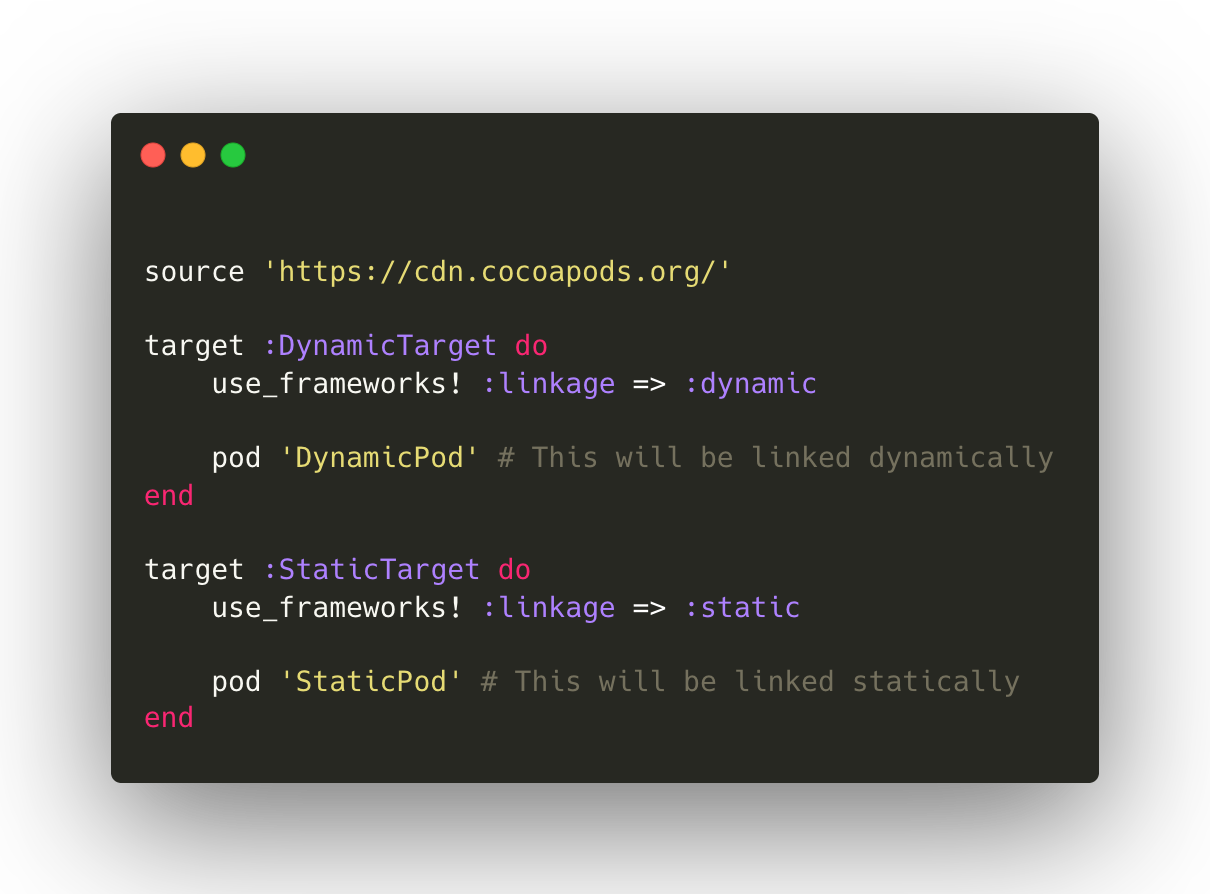 source 'https://cdn.cocoapods.org/'
target :DynamicTarget do
    use_frameworks! :linkage => :dynamic
    pod 'DynamicPod' # This will be linked dynamically
end
target :StaticTarget do
    use_frameworks! :linkage => :static
    pod 'StaticPod' # This will be linked statically
end